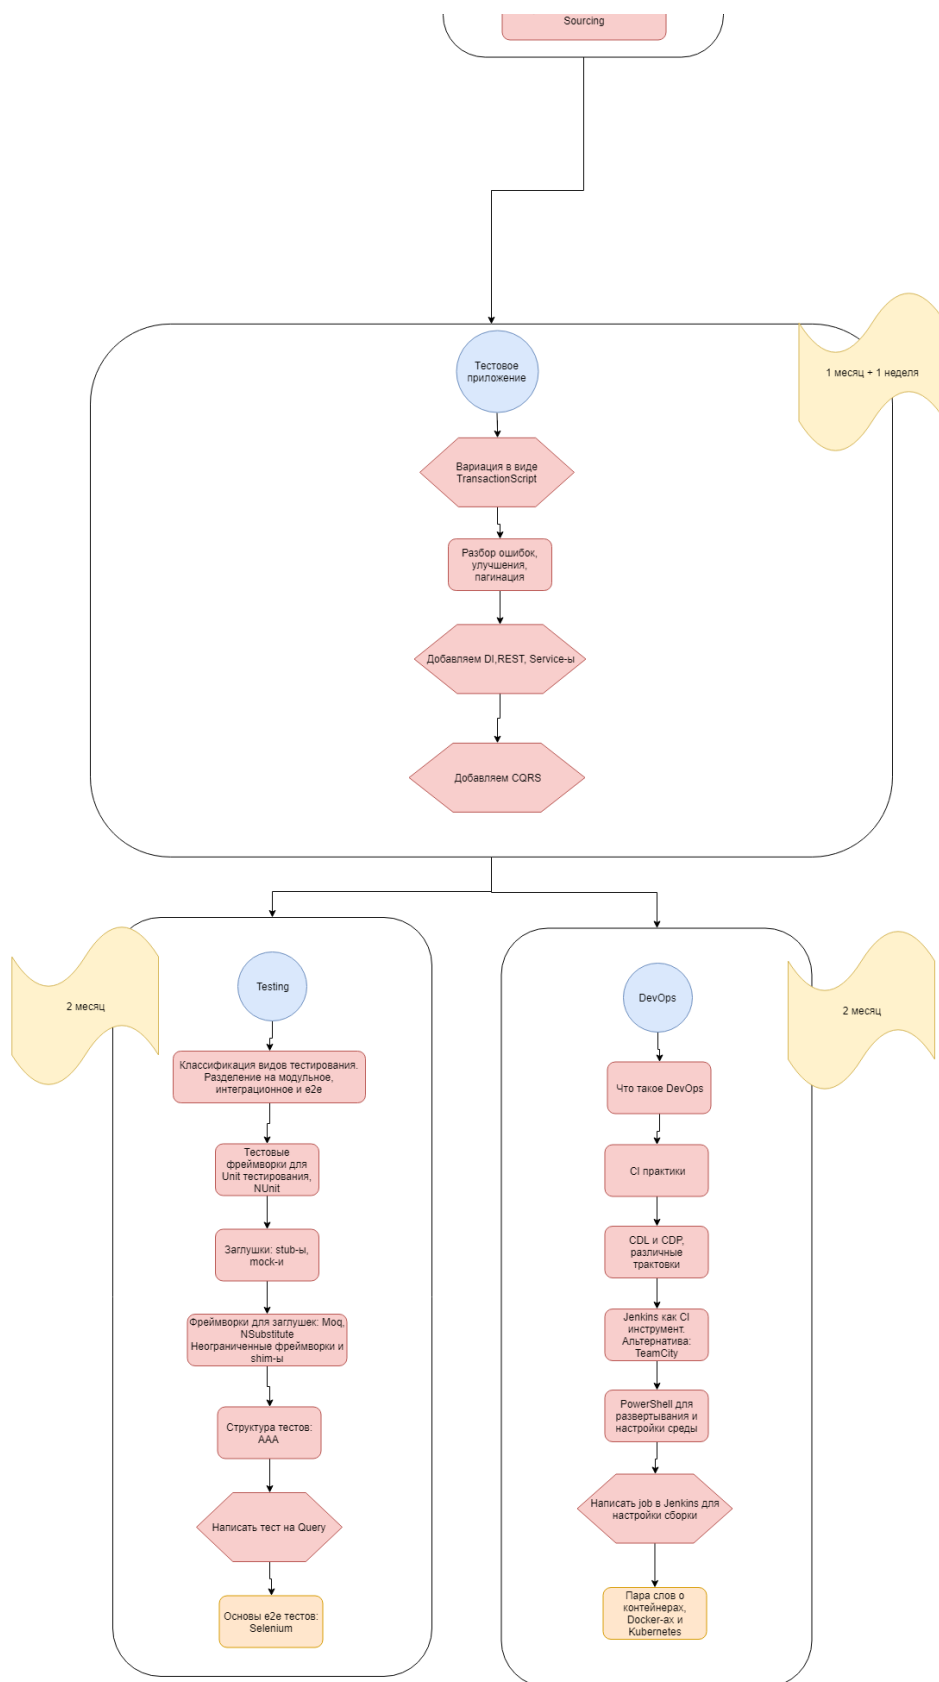 Sourcing
Тестовое
приложение
1 месяц + 1 неделя
Вариация в виде
TransactionScript
Разбор ошибок,
улучшения,
пагинация
Добавляем DI,REST, Service-ы
Добавляем CQRS
2 месяц
Testing
Классификация видов тестирования.
Разделение на модульное,
интеграционное и e2e
Тестовые
фреймворки для
Unit тестирования,
NUnit
Заглушки: stub-ы,
mock-и
Фреймворки для заглушек: Moq,
NSubstitute
Неограниченные фреймворки и
shim-ы
Структура тестов:
AAA
Написать тест на Query
Основы e2e тестов:
Selenium
DevOps
2 месяц
Что такое DevOps
CI практики
CDL и CDP,
различные
трактовки
Jenkins как CI
инструмент.
Альтернатива:
TeamCity
PowerShell для
развертывания и
настройки среды
Написать job в Jenkins для
настройки сборки
Пара слов о
контейнерах,
Docker-ах и
Kubernetes